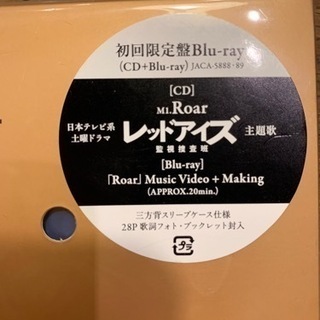 初回限定盤Blu-ray
(CD+Blu-ray) JACA-5888・89
[CD]
M1.Roar
日本テレビ系
土曜ドラマ
レッドアイズ
監視捜査班
主題歌
[Blu-ray]
「Roar」Music Video + Making
(APPROX.20min.)
三方背スリーブケース仕様
28P 歌詞フォト・ブックレット封入
プラ